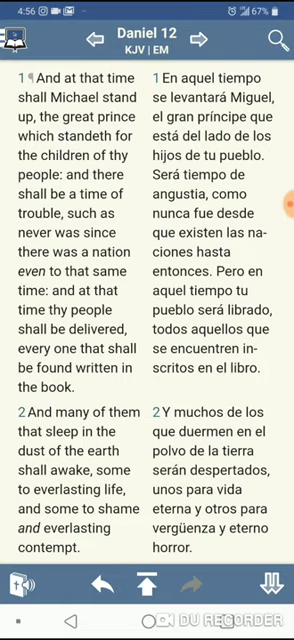 4:56
67%
Daniel 12
KJV | EM
1 ¶ And at that time
shall Michael stand
up, the great prince
which standeth for
the children of thy
people: and there
shall be a time of
trouble, such as
never was since
there was a nation
even to that same
time: and at that
time thy people
shall be delivered,
every one that shall
be found written in
the book.
2 And many of them
that sleep in the
dust of the earth
shall awake, some
to everlasting life,
and some to shame
and everlasting
contempt.
1 En aquel tiempo
se levantará Miguel,
el gran príncipe que
está del lado de los
hijos de tu pueblo.
Será tiempo de
angustia, como
nunca fue desde
que existen las na-
ciones hasta
entonces. Pero en
aquel tiempo tu
pueblo será librado,
todos aquellos que
se encuentren in-
scritos en el libro.
2 Y muchos de los
que duermen en el
polvo de la tierra
serán despertados,
unos para vida
eterna y otros para
vergüenza y eterno
horror.
DU RECORDER